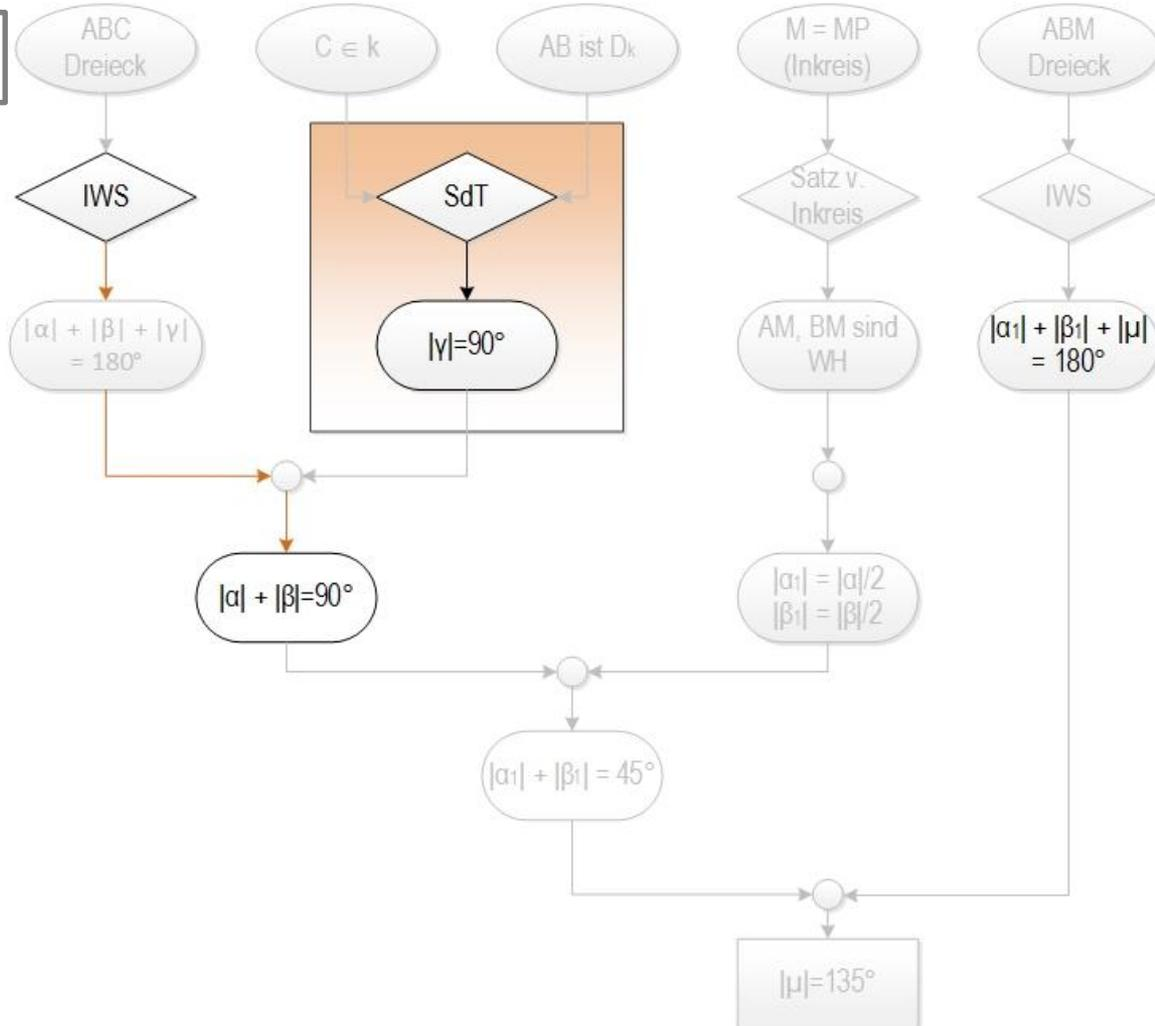 ABC
Dreieck
C ∈ k
AB ist Dk
M = MP
(Inkreis)
ABM
Dreieck
IWS
SdT
Satz v.
Inkreis
IWS
|α| + |β| + |γ|
= 180°
|γ|=90°
AM, BM sind
WH
|α1| + |β1| + |μ|
= 180°
|α| + |β|=90°
|α1| = |α|/2
|β1| = |β|/2
|α1| + |β1| = 45°
|μ|=135°